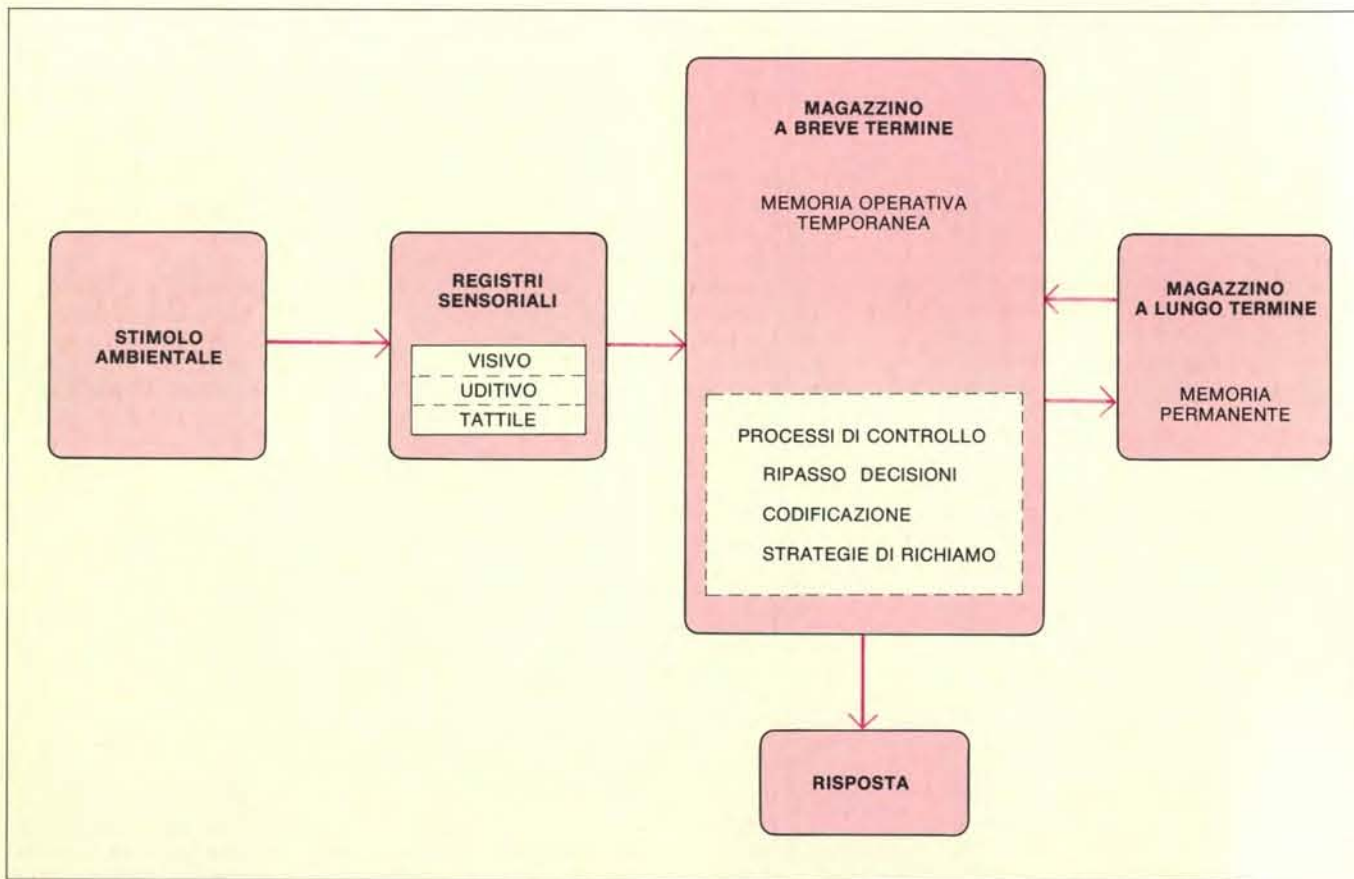 STIMOLO
AMBIENTALE
REGISTRI
SENSORIALI
VISIVO
UDITIVO
TATTILE
MAGAZZINO
A BREVE TERMINE
MEMORIA OPERATIVA
TEMPORANEA
PROCESSI DI CONTROLLO
RIPASSO DECISIONI
CODIFICAZIONE
STRATEGIE DI RICHIAMO
MAGAZZINO
A LUNGO TERMINE
MEMORIA
PERMANENTE
RISPOSTA